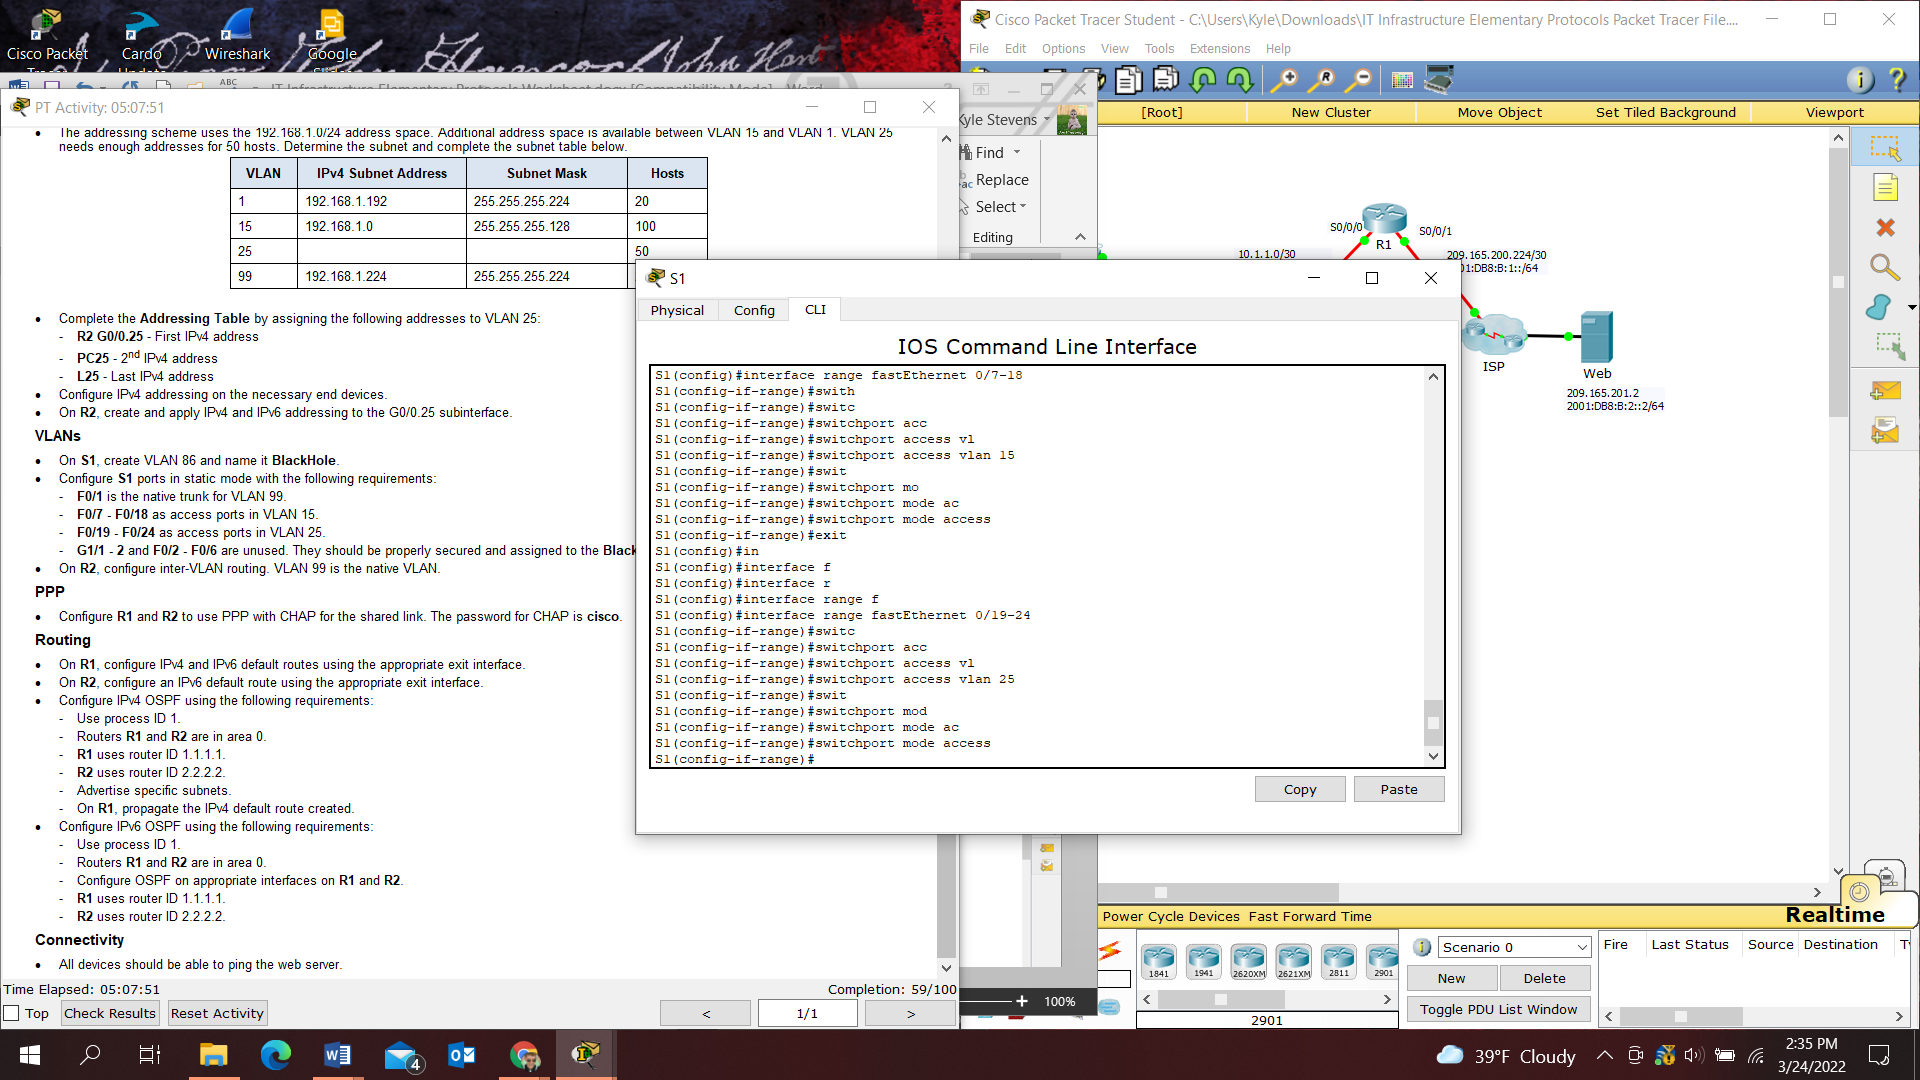 Cisco Packet
Cardo
Wireshark
Google
Cisco Packet Tracer Student - C:\Users\Kyle\Downloads\IT Infrastructure Elementary Protocols Packet Tracer File....
File Edit Options View Tools Extensions Help
[Root] New Cluster Move Object Set Tiled Background Viewport
PT Activity: 05:07:51
Kyle Stevens
Find
Replace
Select
Editing
The addressing scheme uses the 192.168.1.0/24 address space. Additional address space is available between VLAN 15 and VLAN 1. VLAN 25
needs enough addresses for 50 hosts. Determine the subnet and complete the subnet table below.
VLAN IPv4 Subnet Address Subnet Mask Hosts
1 192.168.1.192 255.255.255.224 20
15 192.168.1.0 255.255.255.128 100
25 50
99 192.168.1.224 255.255.255.224
• Complete the Addressing Table by assigning the following addresses to VLAN 25:
- R2 G0/0.25 - First IPv4 address
- PC25 - 2nd IPv4 address
- L25 - Last IPv4 address
• Configure IPv4 addressing on the necessary end devices.
• On R2, create and apply IPv4 and IPv6 addressing to the G0/0.25 subinterface.
VLANs
• On S1, create VLAN 86 and name it BlackHole.
• Configure S1 ports in static mode with the following requirements:
- F0/1 is the native trunk for VLAN 99.
- F0/7 - F0/18 as access ports in VLAN 15.
- F0/19 - F0/24 as access ports in VLAN 25.
- G1/1 - 2 and F0/2 - F0/6 are unused. They should be properly secured and assigned to the Black
• On R2, configure inter-VLAN routing. VLAN 99 is the native VLAN.
PPP
• Configure R1 and R2 to use PPP with CHAP for the shared link. The password for CHAP is cisco.
Routing
• On R1, configure IPv4 and IPv6 default routes using the appropriate exit interface.
• On R2, configure an IPv6 default route using the appropriate exit interface.
• Configure IPv4 OSPF using the following requirements:
- Use process ID 1.
- Routers R1 and R2 are in area 0.
- R1 uses router ID 1.1.1.1.
- R2 uses router ID 2.2.2.2.
- Advertise specific subnets.
- On R1, propagate the IPv4 default route created.
• Configure IPv6 OSPF using the following requirements:
- Use process ID 1.
- Routers R1 and R2 are in area 0.
- Configure OSPF on appropriate interfaces on R1 and R2.
- R1 uses router ID 1.1.1.1.
- R2 uses router ID 2.2.2.2.
Connectivity
• All devices should be able to ping the web server.
Time Elapsed: 05:07:51 Completion: 59/100
Top Check Results Reset Activity < 1/1 >
S1
Physical Config CLI
IOS Command Line Interface
S1(config)#interface range fastEthernet 0/7-18
S1(config-if-range)#swith
S1(config-if-range)#switc
S1(config-if-range)#switchport acc
S1(config-if-range)#switchport access vl
S1(config-if-range)#switchport access vlan 15
S1(config-if-range)#swit
S1(config-if-range)#switchport mo
S1(config-if-range)#switchport mode ac
S1(config-if-range)#switchport mode access
S1(config-if-range)#exit
S1(config)#in
S1(config)#interface f
S1(config)#interface r
S1(config)#interface range f
S1(config)#interface range fastEthernet 0/19-24
S1(config-if-range)#switc
S1(config-if-range)#switchport acc
S1(config-if-range)#switchport access vl
S1(config-if-range)#switchport access vlan 25
S1(config-if-range)#swit
S1(config-if-range)#switchport mod
S1(config-if-range)#switchport mode ac
S1(config-if-range)#switchport mode access
S1(config-if-range)#
Copy Paste
S0/0/0
R1
S0/0/1
10.1.1.0/30
209.165.200.224/30
01:DB8:B:1::/64
ISP
Web
209.165.201.2
2001:DB8:B:2::2/64
100%
Power Cycle Devices Fast Forward Time
Realtime
1841 1941 2620XM 2621XM 2811 2901
2901
Scenario 0
New Delete
Toggle PDU List Window
Fire Last Status Source Destination
4
39°F Cloudy
2:35 PM
3/24/2022